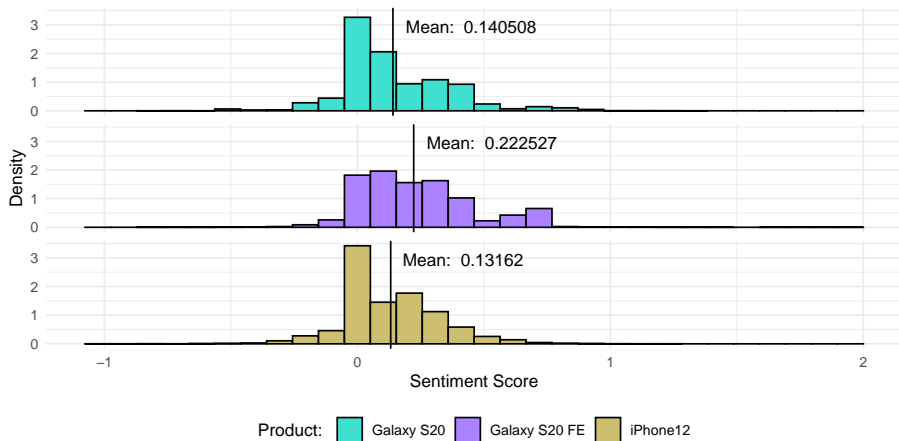 3
2
1
0
Mean: 0.140508
3
2
1
0
Mean: 0.222527
3
2
1
0
Mean: 0.13162
Density
−1 0 1 2
Sentiment Score
Product: Galaxy S20 Galaxy S20 FE iPhone12